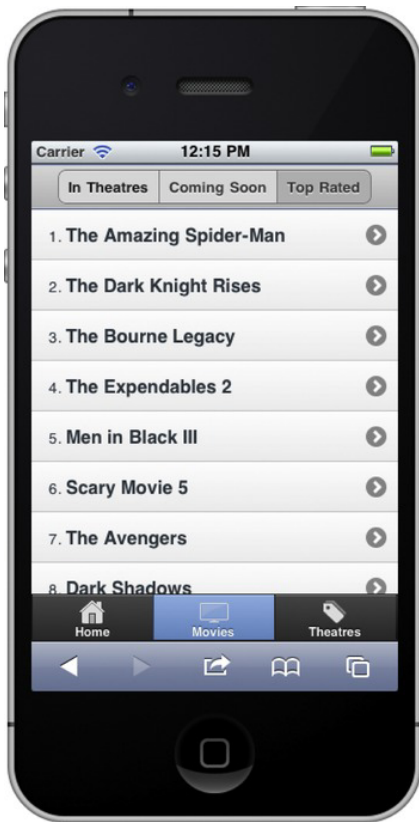 Carrier 12:15 PM
In Theatres Coming Soon Top Rated
1. The Amazing Spider-Man
2. The Dark Knight Rises
3. The Bourne Legacy
4. The Expendables 2
5. Men in Black III
6. Scary Movie 5
7. The Avengers
8. Dark Shadows
Home Movies Theatres